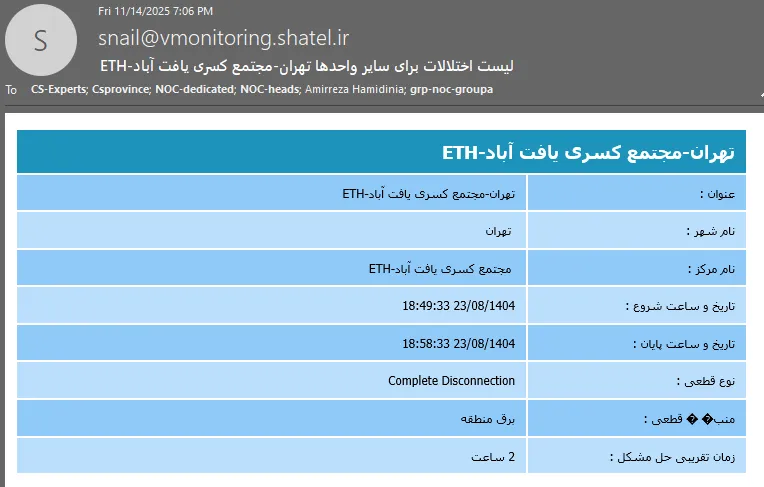 Fri 11/14/2025 7:06 PM
S
snail@vmonitoring.shatel.ir
لیست اختلالات برای سایر واحدها تهران-مجتمع کسری یافت آباد-ETH
To CS-Experts; Csprovince; NOC-dedicated; NOC-heads; Amirreza Hamidinia; grp-noc-groupa
تهران-مجتمع کسری یافت آباد-ETH
عنوان : تهران-مجتمع کسری یافت آباد-ETH
نام شهر : تهران
نام مرکز : مجتمع کسری یافت آباد-ETH
تاریخ و ساعت شروع : 18:49:33 23/08/1404
تاریخ و ساعت پایان : 18:58:33 23/08/1404
نوع قطعی : Complete Disconnection
منب� � قطعی : برق منطقه
زمان تقریبی حل مشکل : 2 ساعت